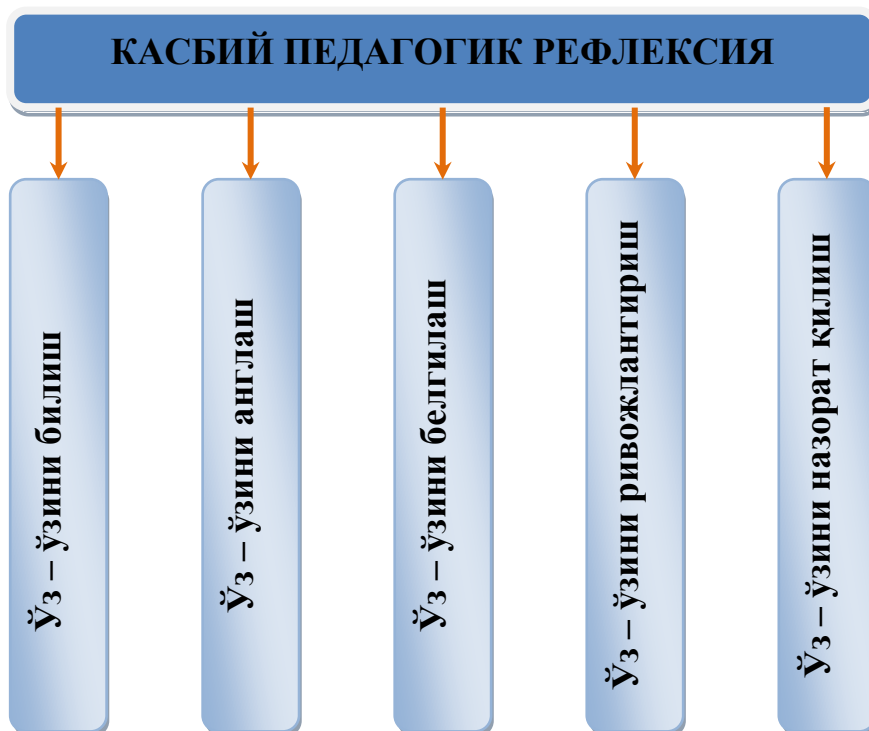 КАСБИЙ ПЕДАГОГИК РЕФЛЕКСИЯ
Ўз – ўзини билиш
Ўз – ўзини англаш
Ўз – ўзини белгилаш
Ўз – ўзини ривожлантириш
Ўз – ўзини назорат қилиш